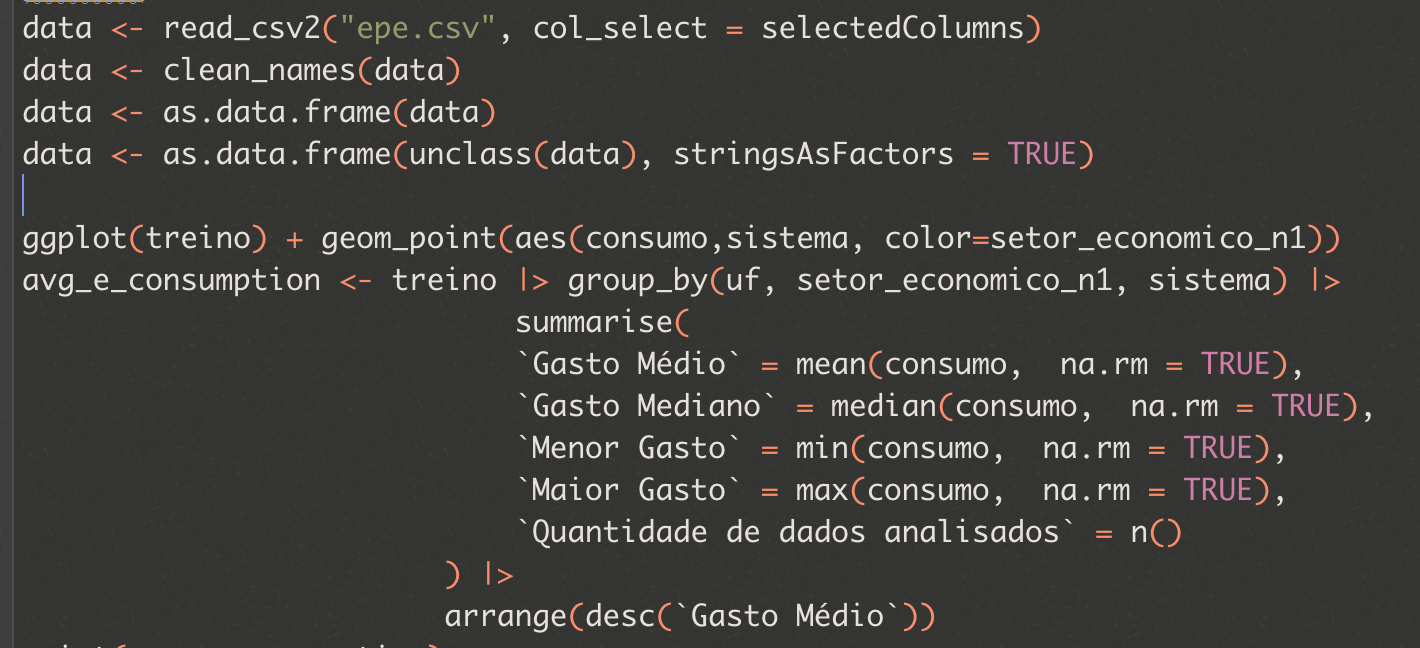 data <- read_csv2("epe.csv", col_select = selectedColumns)
data <- clean_names(data)
data <- as.data.frame(data)
data <- as.data.frame(unclass(data), stringsAsFactors = TRUE)
ggplot(treino) + geom_point(aes(consumo,sistema, color=setor_economico_n1))
avg_e_consumption <- treino |> group_by(uf, setor_economico_n1, sistema) |>
summarise(
`Gasto Médio` = mean(consumo,  na.rm = TRUE),
`Gasto Mediano` = median(consumo,  na.rm = TRUE),
`Menor Gasto` = min(consumo,  na.rm = TRUE),
`Maior Gasto` = max(consumo,  na.rm = TRUE),
`Quantidade de dados analisados` = n()
) |>
arrange(desc(`Gasto Médio`))